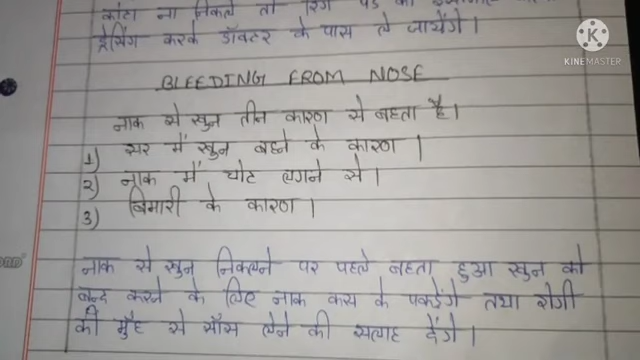 कांटा ना निकले तो रिंग पैड का
ड्रेसिंग करके डॉक्टर के पास ले जायेंगे।
KINEMASTER
BLEEDING FROM NOSE
नाक से खुन तीन कारण से बहता है।
1) सर में खुन बहने के कारण।
2) नाक में चोट लगने से।
3) बिमारी के कारण।
नाक से खुन निकलने पर पहले बहता हुआ खुन को
बन्द करने के लिए नाक कस के पकड़ेंगे तथा रोगी
की मुँह से साँस लेने की सलाह देंगे।